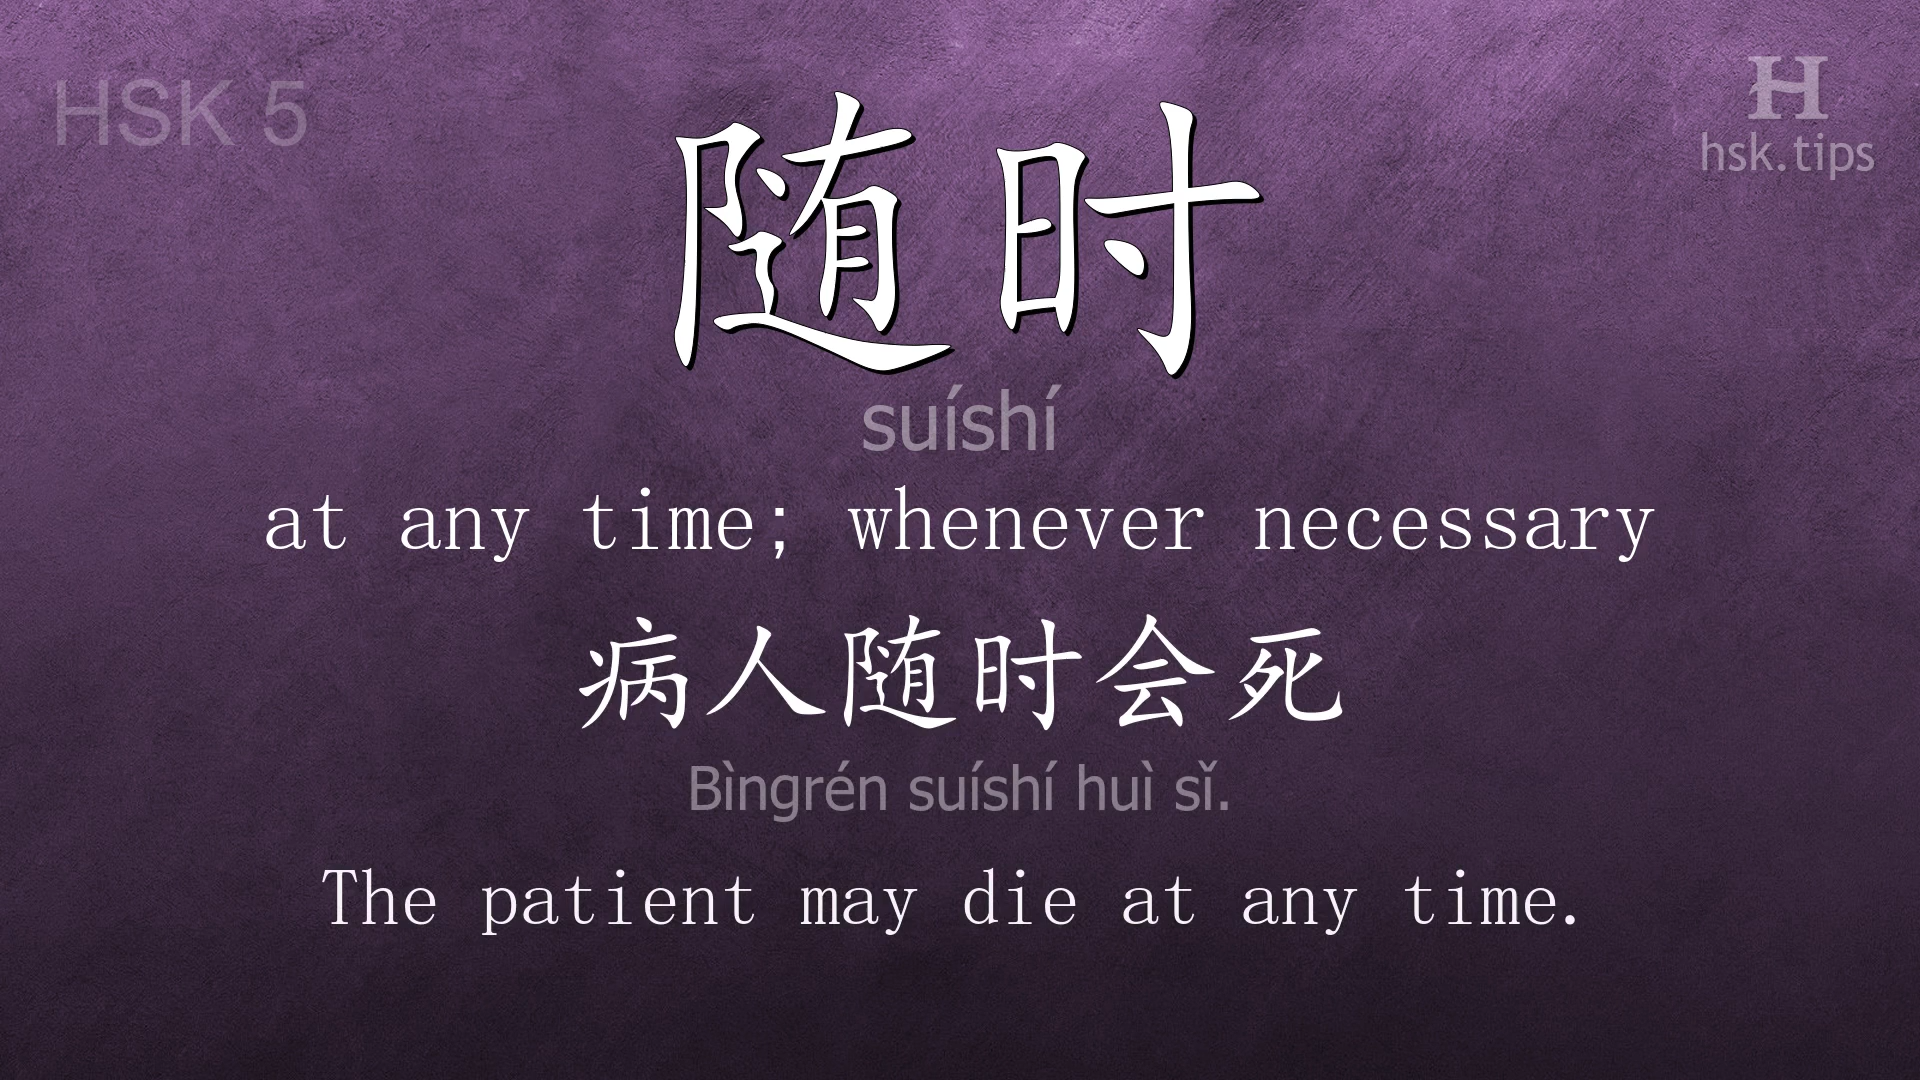 HSK 5
H
hsk.tips
随时
suíshí
at any time; whenever necessary
病人随时会死
Bìngrén suíshí huì sǐ.
The patient may die at any time.